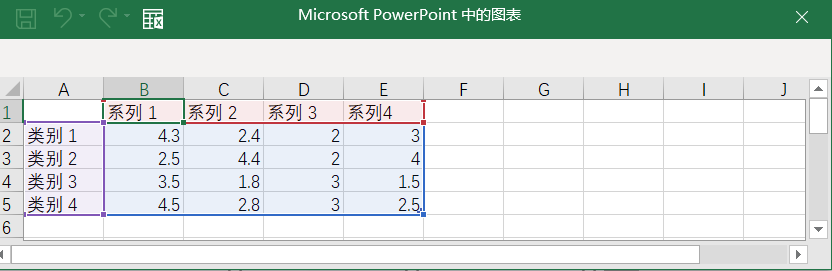 Microsoft PowerPoint 中的图表
A B C D E F G H I J
1 系列 1 系列 2 系列 3 系列4
2 类别 1 4.3 2.4 2 3
3 类别 2 2.5 4.4 2 4
4 类别 3 3.5 1.8 3 1.5
5 类别 4 4.5 2.8 3 2.5
6